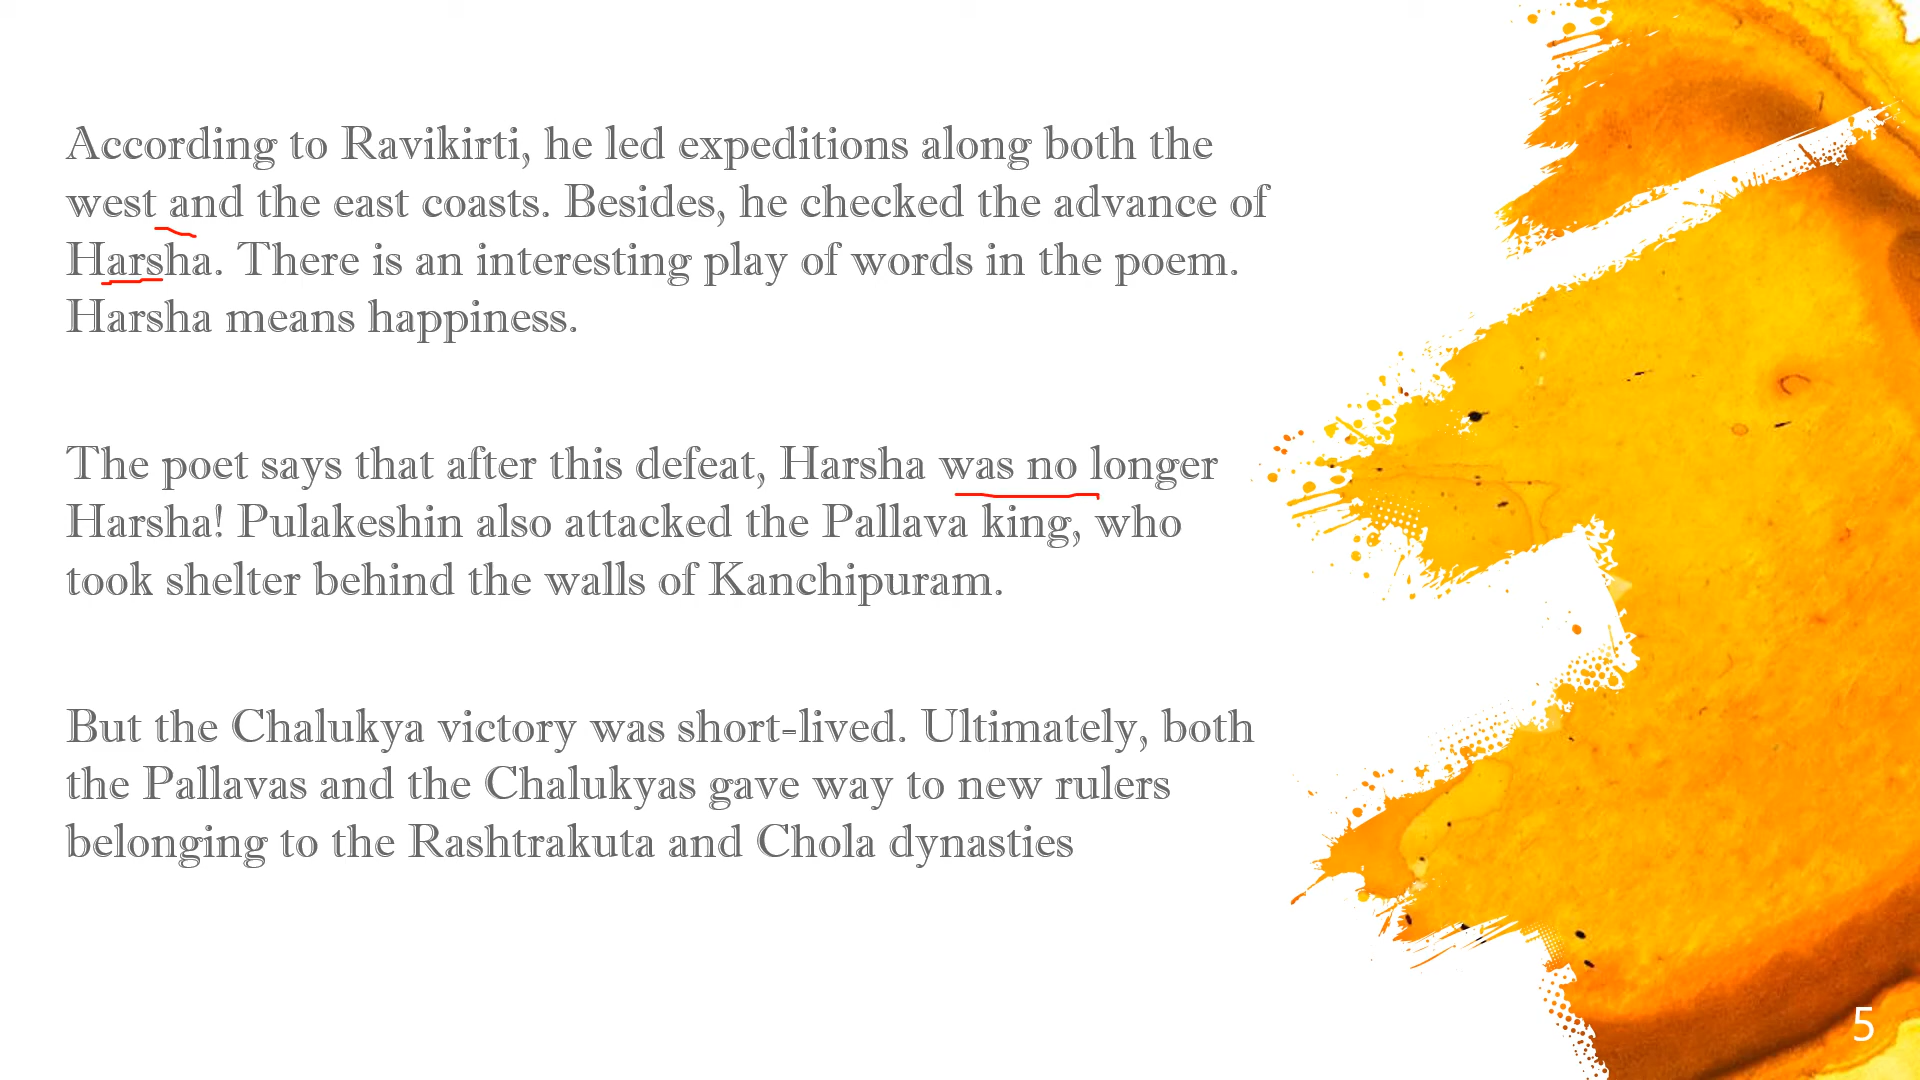 According to Ravikirti, he led expeditions along both the
west and the east coasts. Besides, he checked the advance of
Harsha. There is an interesting play of words in the poem.
Harsha means happiness.
The poet says that after this defeat, Harsha was no longer
Harsha! Pulakeshin also attacked the Pallava king, who
took shelter behind the walls of Kanchipuram.
But the Chalukya victory was short-lived. Ultimately, both
the Pallavas and the Chalukyas gave way to new rulers
belonging to the Rashtrakuta and Chola dynasties
5